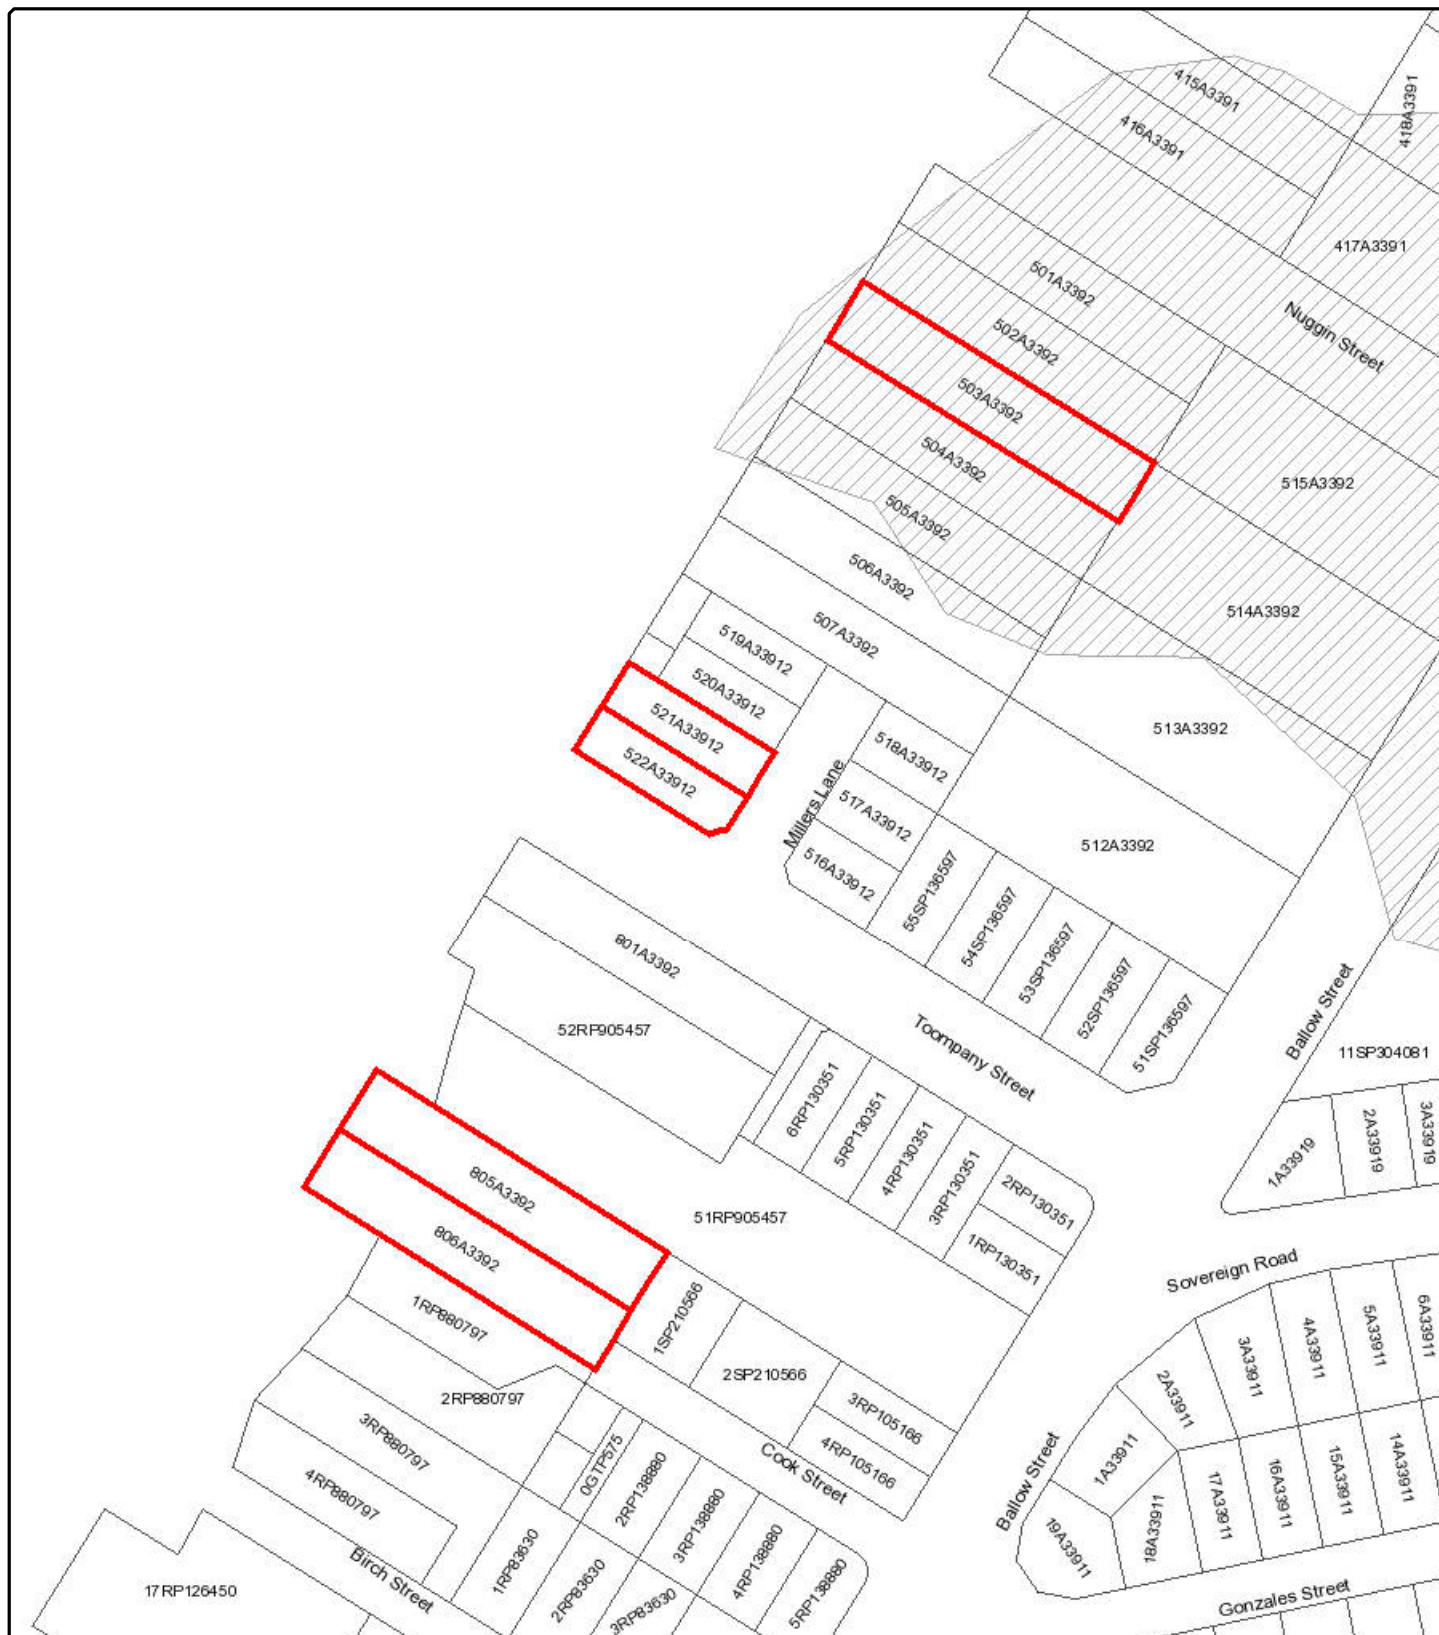 415A3391
416A3391
418A3391
417A3391
Nuggin Street
501A3392
502A3392
503A3392
504A3392
505A3392
506A3392
507A3392
515A3392
514A3392
513A3392
512A3392
519A33912
520A33912
521A33912
522A33912
Millers Lane
518A33912
517A33912
516A33912
55SP136597
54SP136597
53SP136597
52SP136597
51SP136597
Toompany Street
Ballow Street
11SP304081
1A33919
2A33919
3A33919
801A3392
52RP905457
6RP130351
5RP130351
4RP130351
3RP130351
2RP130351
1RP130351
51RP905457
805A3392
806A3392
1RP880797
2RP880797
3RP880797
4RP880797
1SP210566
2SP210566
3RP105166
4RP105166
Cook Street
0GTP575
2RP138880
3RP138880
4RP138880
5RP138880
1RP83630
2RP83630
3RP83630
Birch Street
17RP126450
Sovereign Road
Ballow Street
1A33911
2A33911
3A33911
4A33911
5A33911
6A33911
14A33911
15A33911
16A33911
17A33911
18A33911
19A33911
Gonzales Street